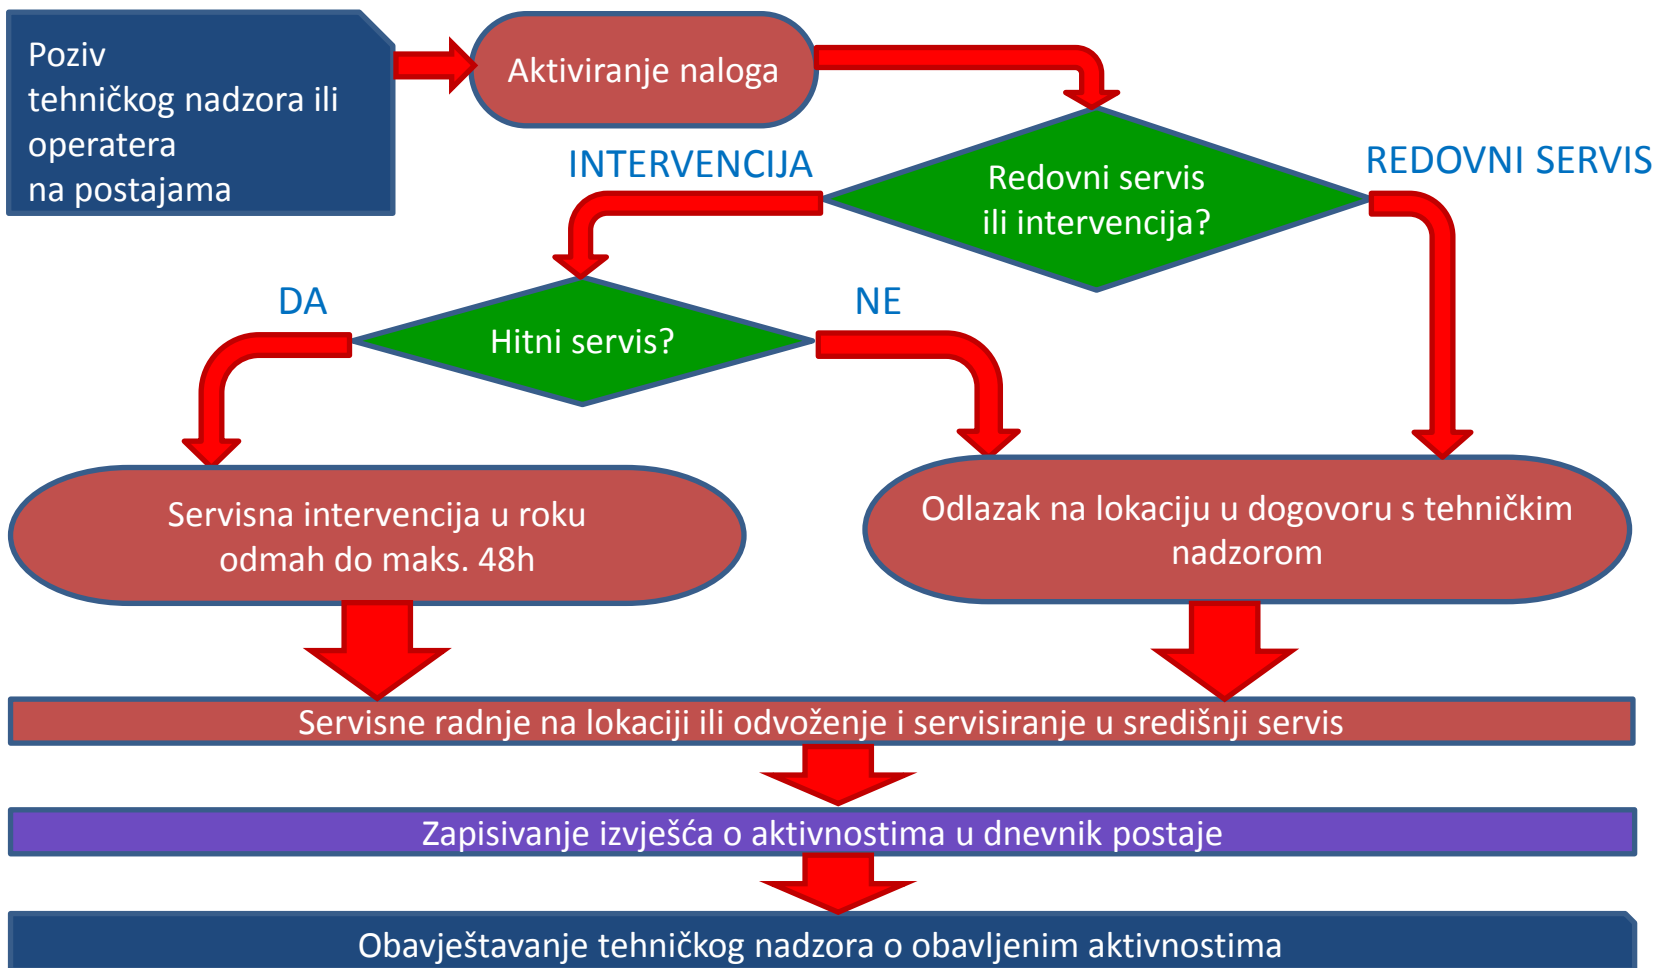 Poziv
tehničkog nadzora ili
operatera
na postajama
Aktiviranje naloga
INTERVENCIJA
Redovni servis
ili intervencija?
REDOVNI SERVIS
DA
Hitni servis?
NE
Servisna intervencija u roku
odmah do maks. 48h
Odlazak na lokaciju u dogovoru s tehničkim
nadzorom
Servisne radnje na lokaciji ili odvoženje i servisiranje u središnji servis
Zapisivanje izvješća o aktivnostima u dnevnik postaje
Obavještavanje tehničkog nadzora o obavljenim aktivnostima